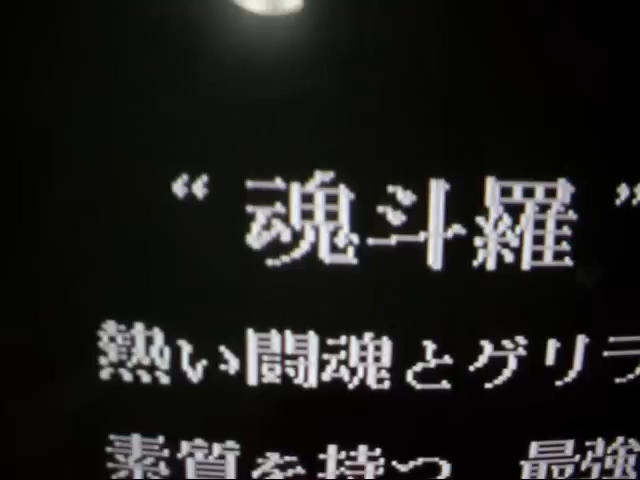 “魂斗羅”
熱い闘魂とゲリラ
素質を持つ、最強